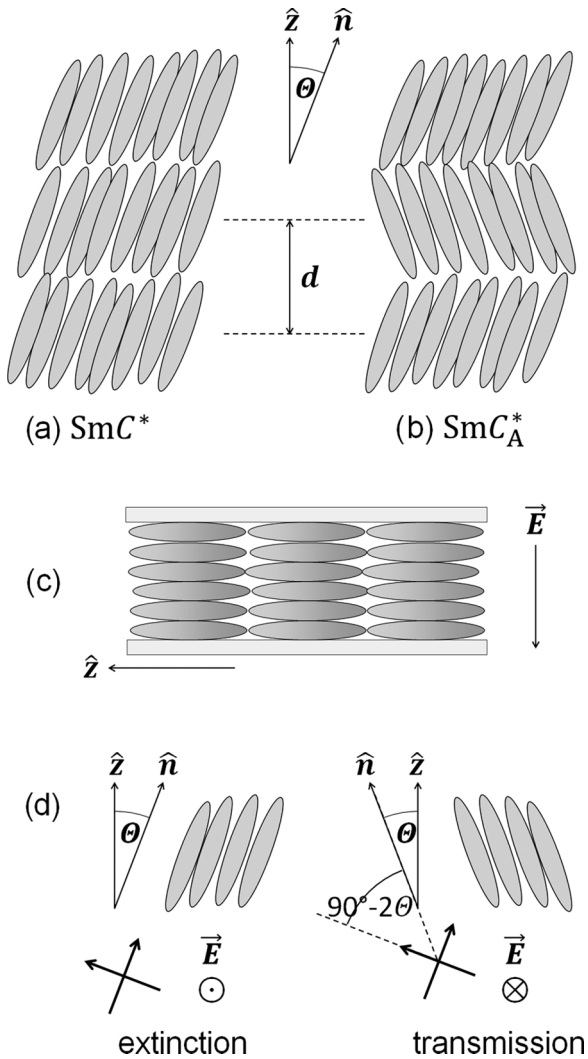 ẑ n̂
Θ
d
(a) SmC* (b) SmC*A
(c) E⃗
ẑ
(d) ẑ n̂ n̂ ẑ
Θ Θ
90°-2Θ
E⃗ E⃗
extinction transmission